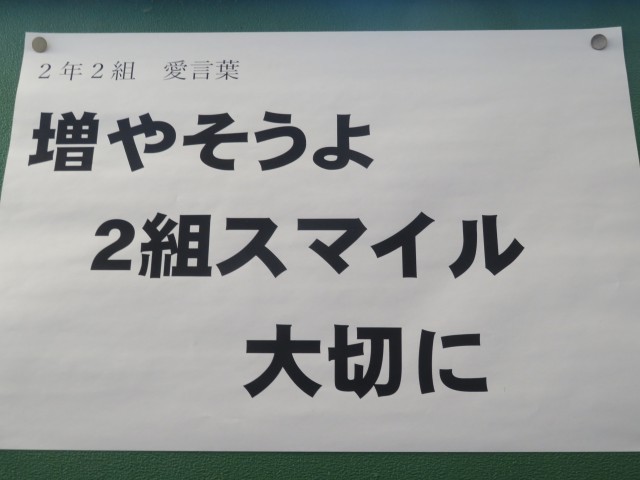 ２年２組　愛言葉
増やそうよ
2組スマイル
大切に